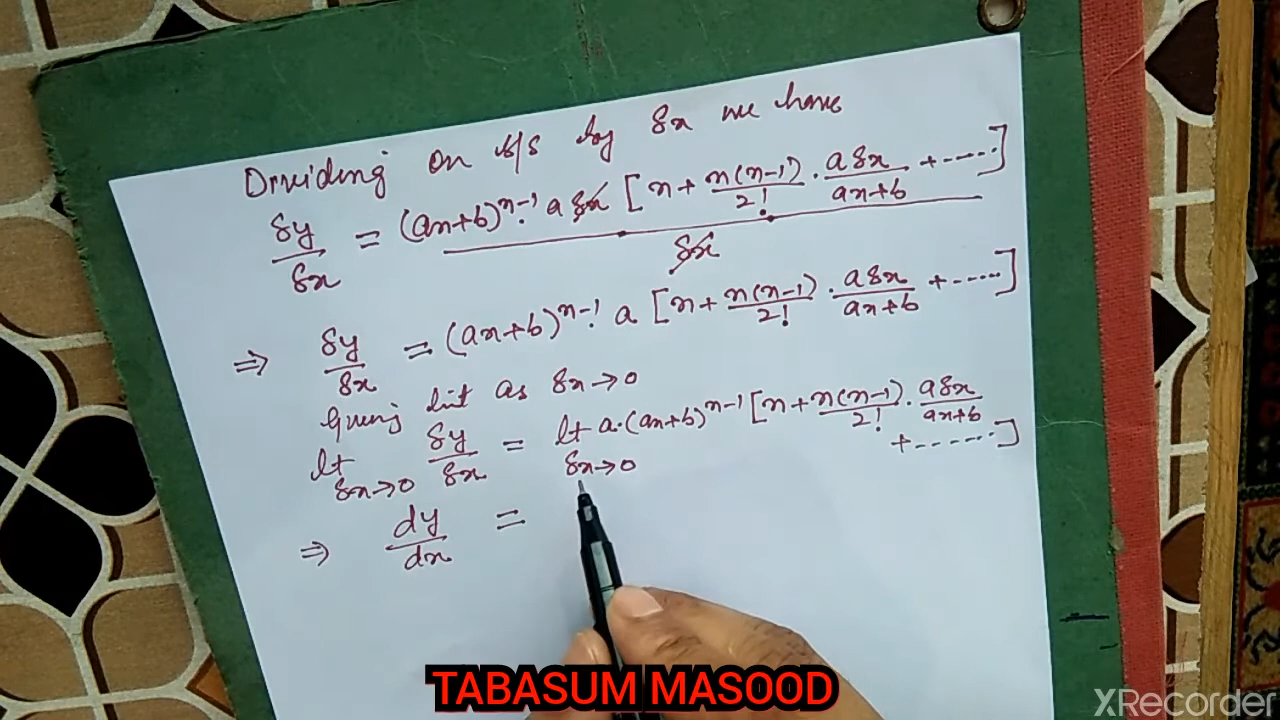 Dividing on b/s by δx we have
δy/δx = (ax+b)^n-1 a δx [n + n(n-1)/2! · aδx/ax+b + -----] / δx
⇒ δy/δx = (ax+b)^n-1 a [n + n(n-1)/2! · aδx/ax+b + -----]
Giving lit as δx→0
lt δx→0 δy/δx = lt δx→0 a·(ax+b)^n-1 [n + n(n-1)/2! · aδx/ax+b
+ ------]
⇒ dy/dx =
TABASUM MASOOD
XRecorder